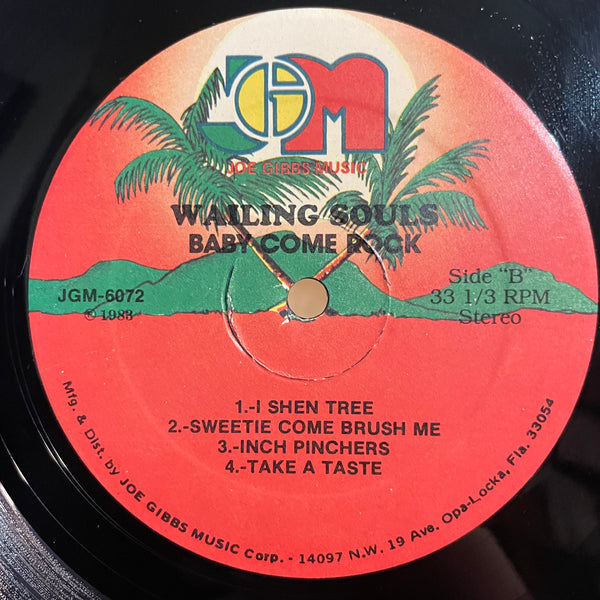 JGM
JOE GIBBS MUSIC
WAILING SOULS
BABY COME ROCK
JGM-6072
© 1983
Side "B"
33 1/3 RPM
Stereo
1.-I SHEN TREE
2.-SWEETIE COME BRUSH ME
3.-INCH PINCHERS
4.-TAKE A TASTE
Mfg. & Dist. by JOE GIBBS MUSIC Corp. - 14097 N.W. 19 Ave. Opa-Locka, Fla. 33054